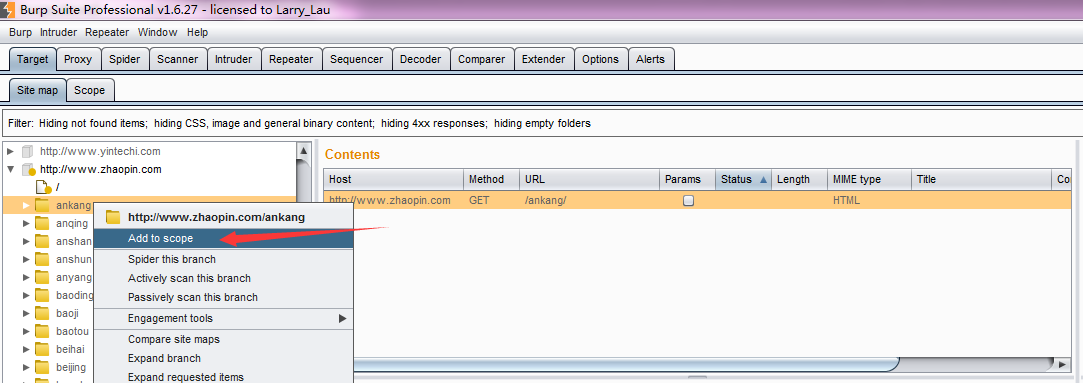 Burp Suite Professional v1.6.27 - licensed to Larry_Lau
Burp Intruder Repeater Window Help
Target Proxy Spider Scanner Intruder Repeater Sequencer Decoder Comparer Extender Options Alerts
Site map Scope
Filter: Hiding not found items; hiding CSS, image and general binary content; hiding 4xx responses; hiding empty folders
http://www.yintechi.com
http://www.zhaopin.com
/
ankang
anqing
anshan
anshun
anyang
baoding
baoji
baotou
beihai
beijing
http://www.zhaopin.com/ankang
Add to scope
Spider this branch
Actively scan this branch
Passively scan this branch
Engagement tools
Compare site maps
Expand branch
Expand requested items
Contents
Host Method URL Params Status Length MIME type Title
http://www.zhaopin.com GET /ankang/ HTML